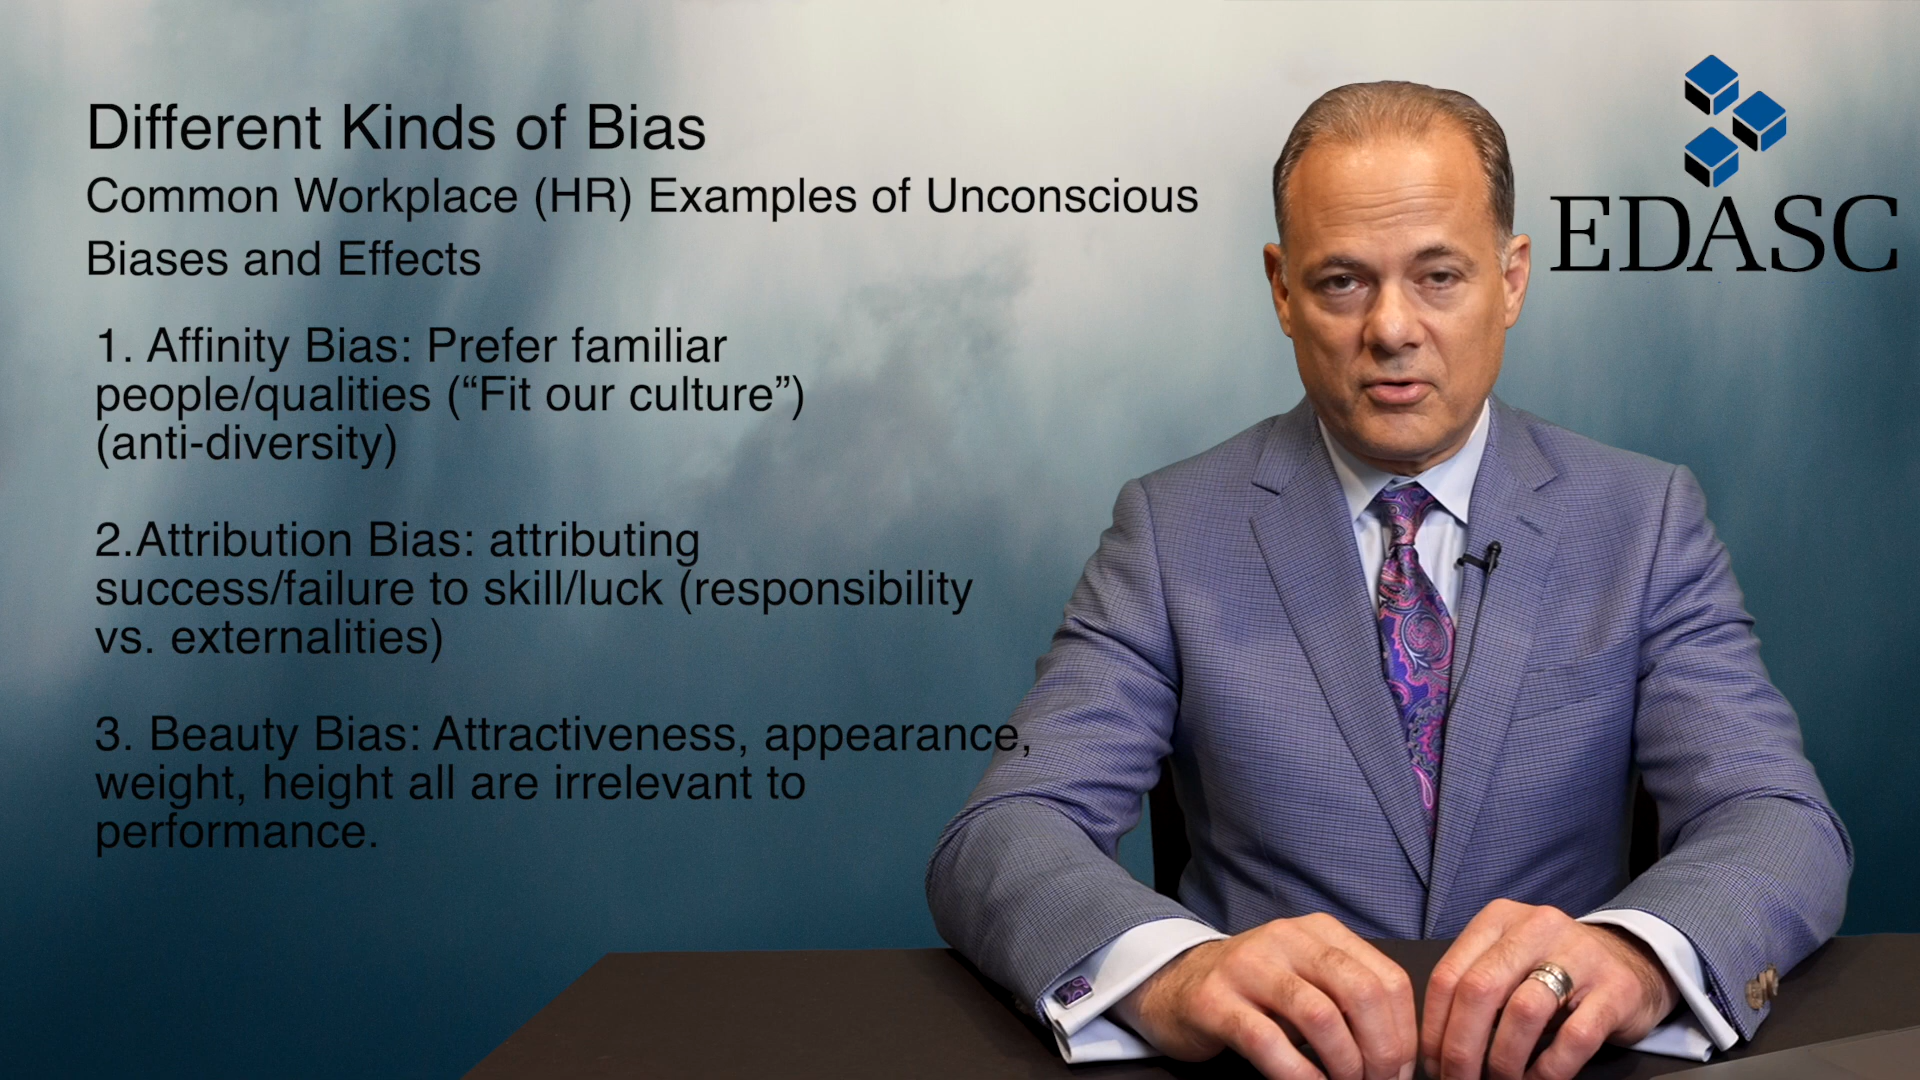 Different Kinds of Bias
Common Workplace (HR) Examples of Unconscious
Biases and Effects
1. Affinity Bias: Prefer familiar
people/qualities (“Fit our culture”)
(anti-diversity)
2.Attribution Bias: attributing
success/failure to skill/luck (responsibility
vs. externalities)
3. Beauty Bias: Attractiveness, appearance,
weight, height all are irrelevant to
performance.
EDASC